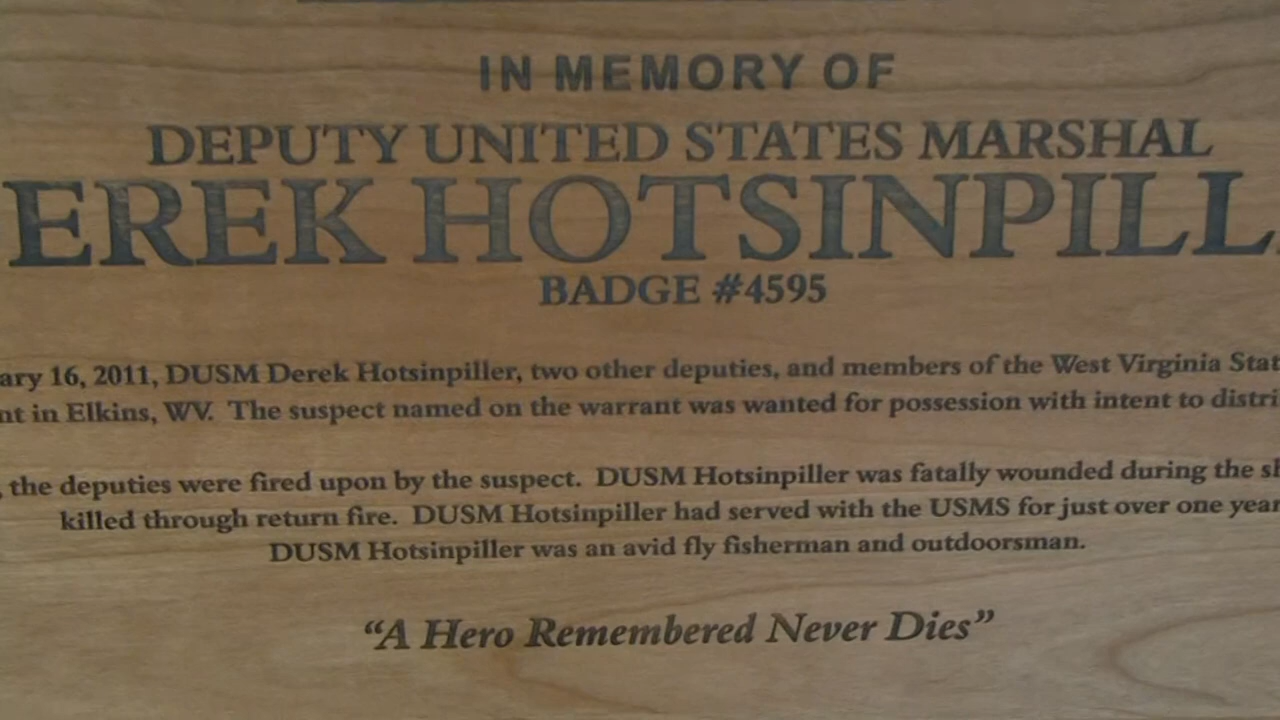 IN MEMORY OF
DEPUTY UNITED STATES MARSHAL
EREK HOTSINPILL
BADGE #4595
ary 16, 2011, DUSM Derek Hotsinpiller, two other deputies, and members of the West Virginia Stat
nt in Elkins, WV. The suspect named on the warrant was wanted for possession with intent to distri
, the deputies were fired upon by the suspect. DUSM Hotsinpiller was fatally wounded during the sh
killed through return fire. DUSM Hotsinpiller had served with the USMS for just over one year
DUSM Hotsinpiller was an avid fly fisherman and outdoorsman.
“A Hero Remembered Never Dies”